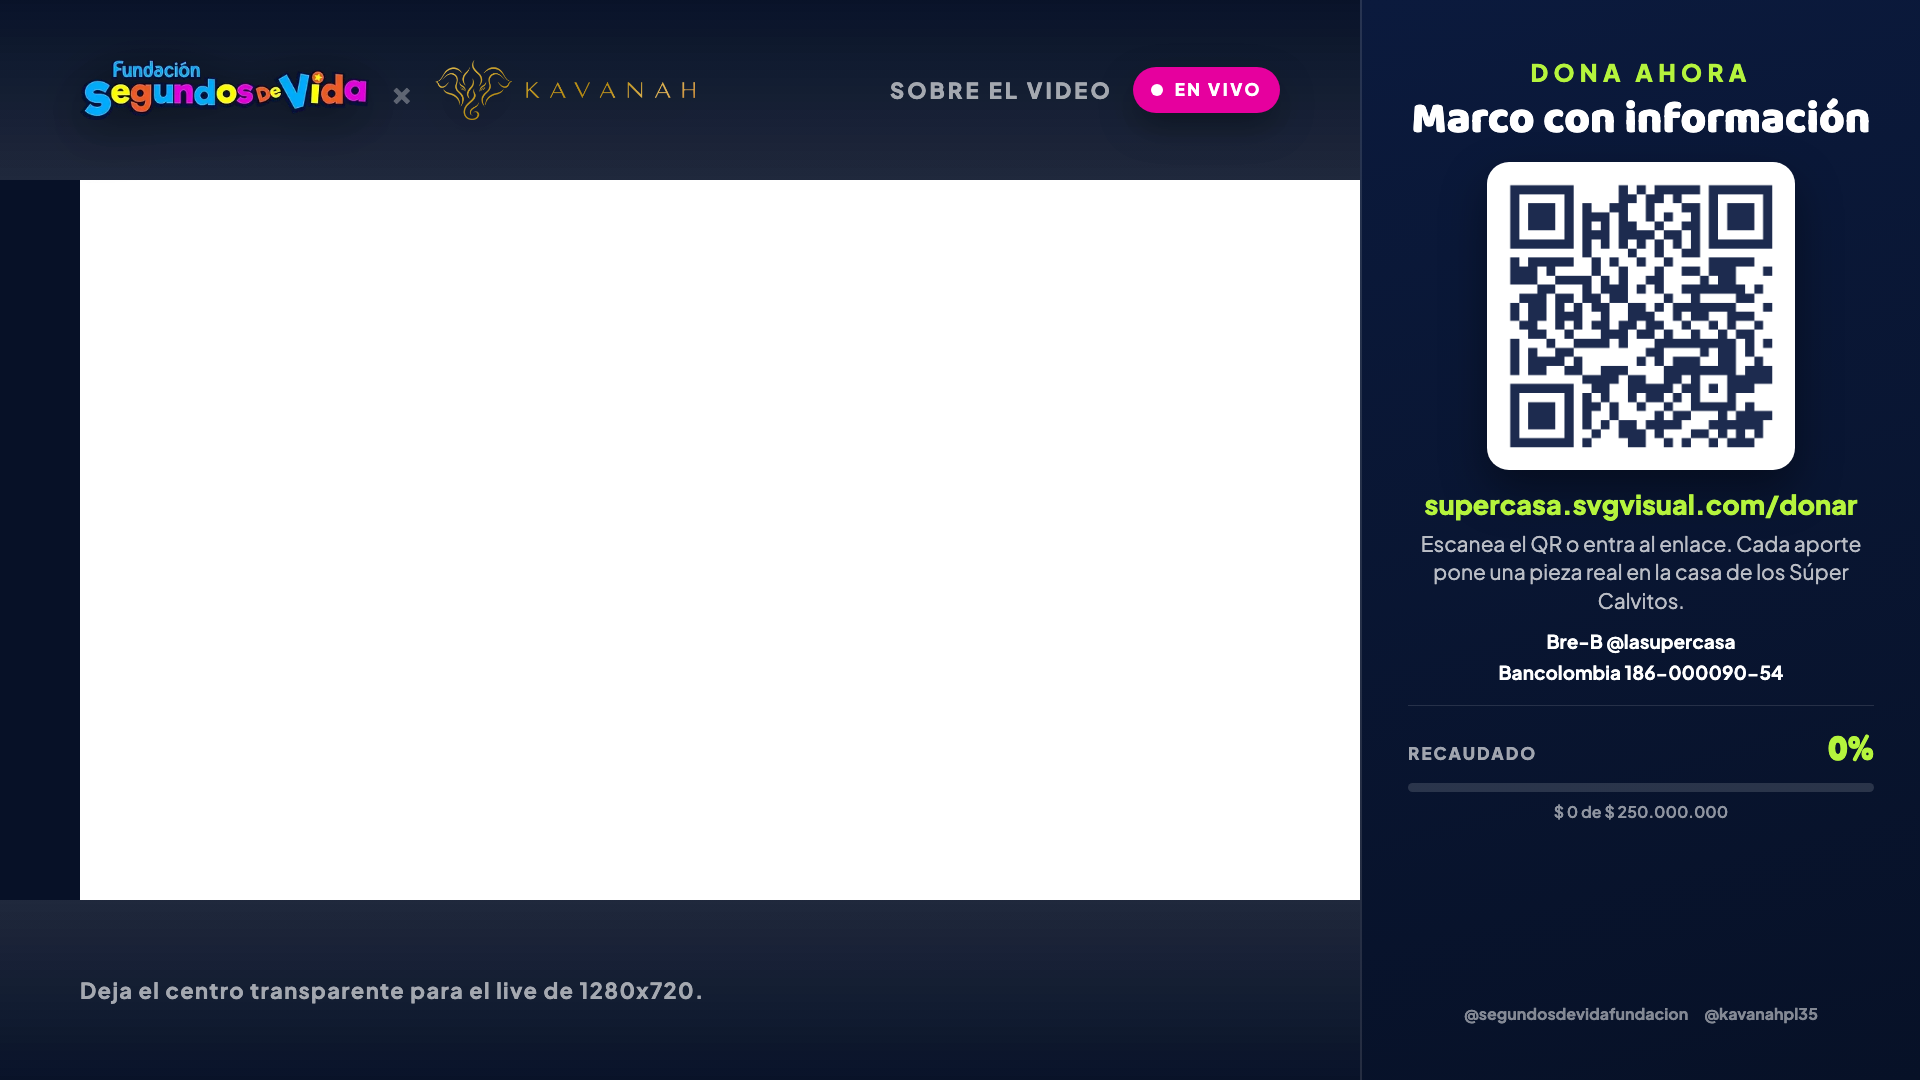 Fundación
Segundos DE Vida
×
KAVANAH
SOBRE EL VIDEO
EN VIVO
Deja el centro transparente para el live de 1280x720.
DONA AHORA
Marco con información
supercasa.svgvisual.com/donar
Escanea el QR o entra al enlace. Cada aporte
pone una pieza real en la casa de los Súper
Calvitos.
Bre-B @lasupercasa
Bancolombia 186-000090-54
RECAUDADO
0%
$ 0 de $ 250.000.000
@segundosdevidafundacion @kavanahpl35